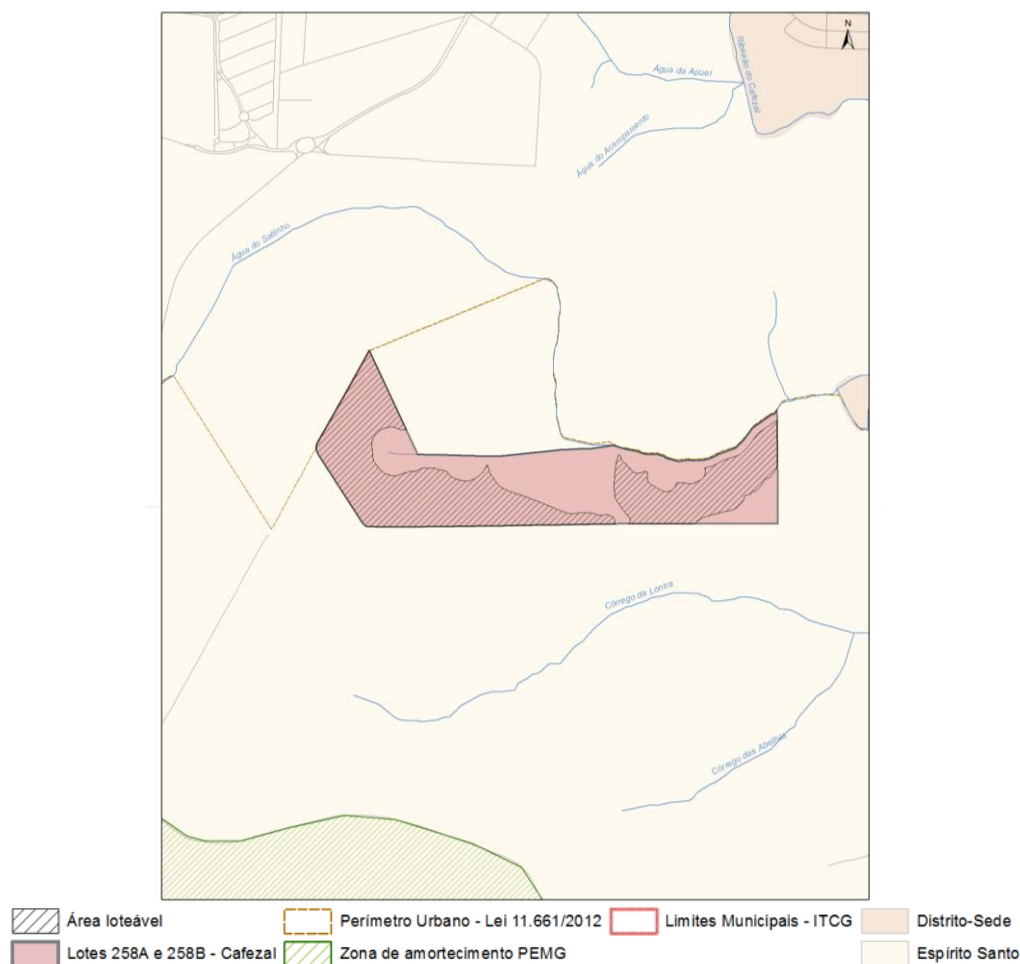 N
Ribeirão do Cafezal
Água da Apuel
Água do Acampamento
Água do Saltinho
Córrego da Lontra
Córrego das Abelhas
Área loteável
Perímetro Urbano - Lei 11.661/2012
Limites Municipais - ITCG
Distrito-Sede
Lotes 258A e 258B - Cafezal
Zona de amortecimento PEMG
Espírito Santo